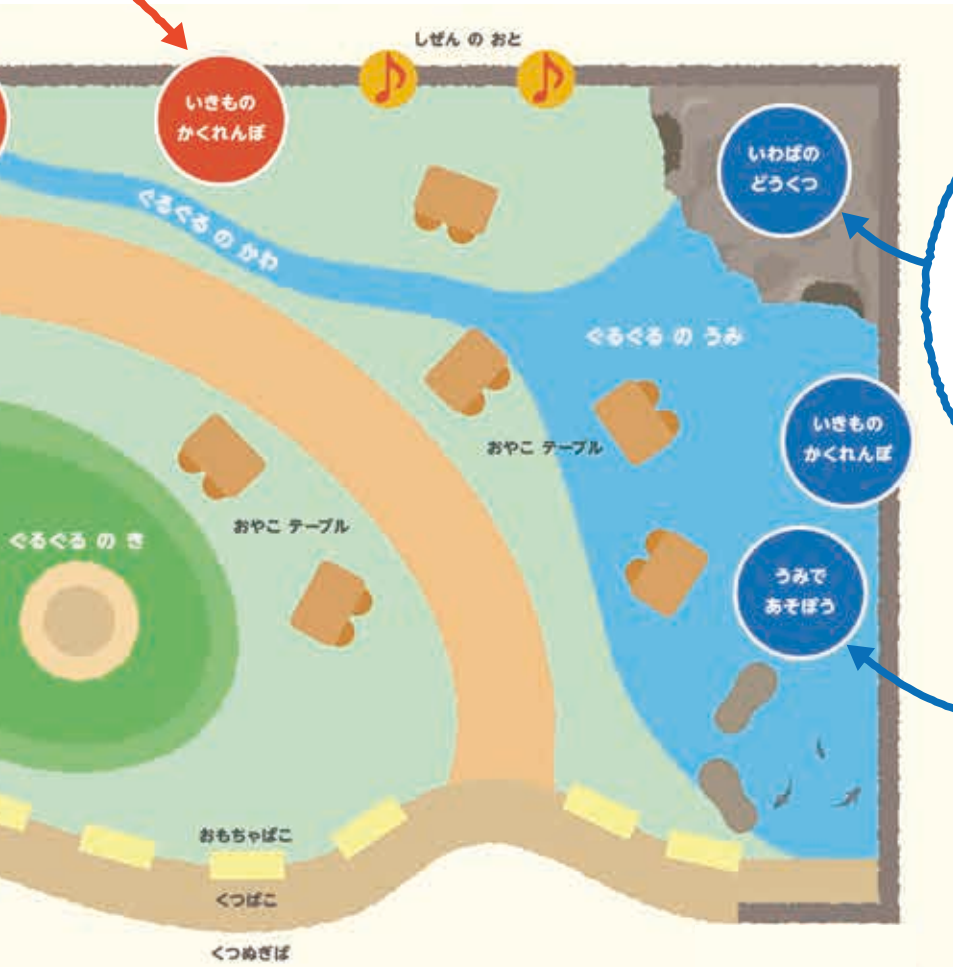 しぜん の おと
いきもの
かくれんぼ
いわばの
どうくつ
ぐるぐる の かわ
ぐるぐる の うみ
いきもの
かくれんぼ
おやこ テーブル
おやこ テーブル
ぐるぐる の き
うみで
あそぼう
おもちゃばこ
くつばこ
くつぬぎば